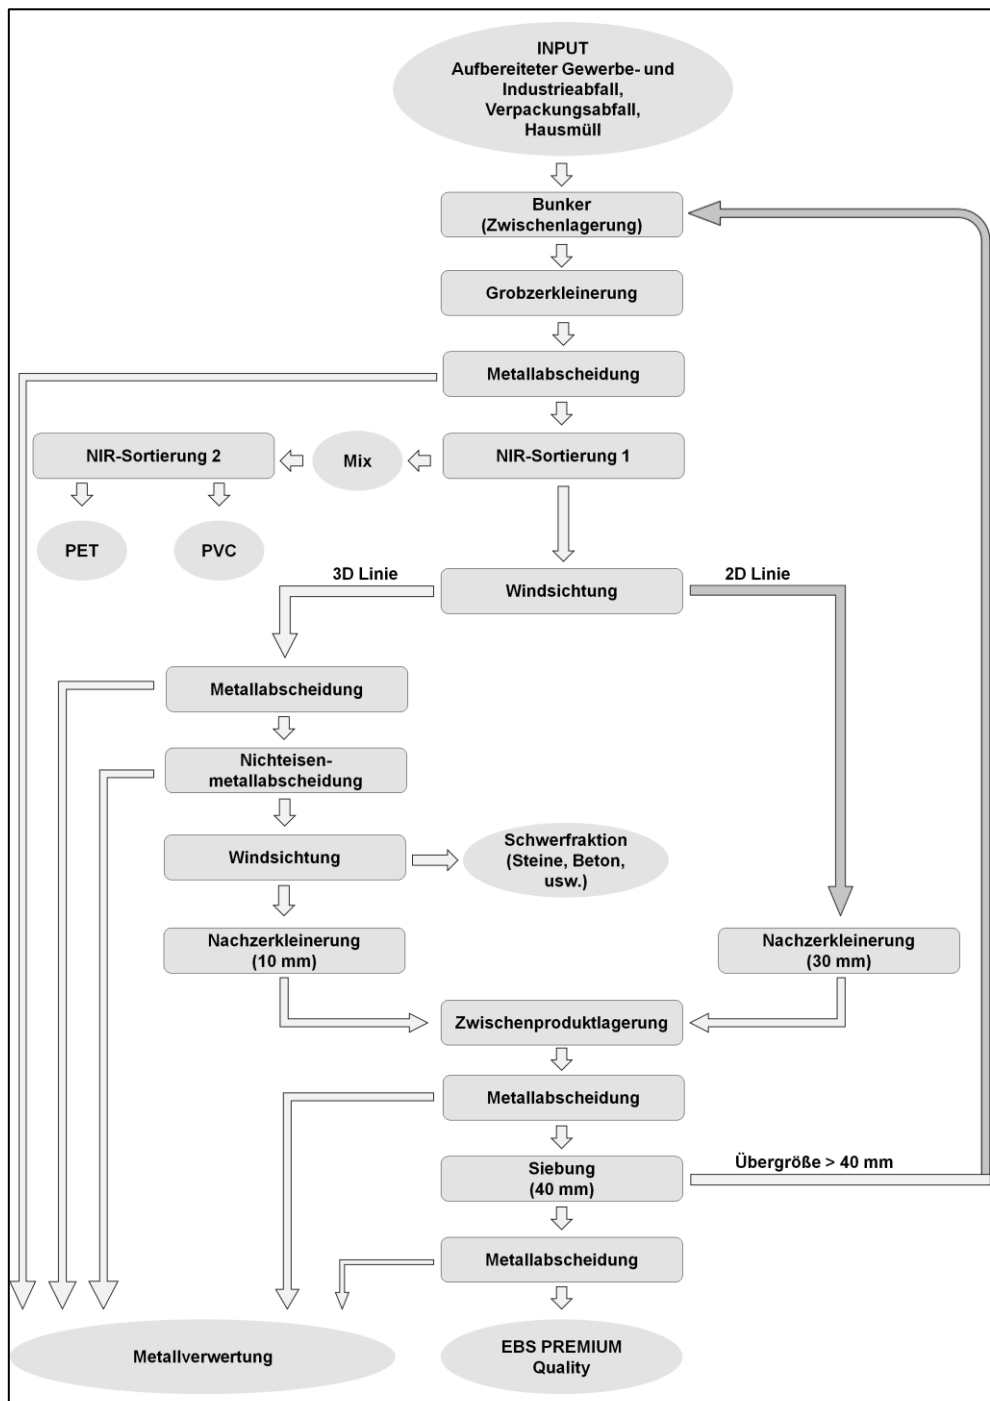 INPUT
Aufbereiteter Gewerbe- und
Industrieabfall,
Verpackungsabfall,
Hausmüll
Bunker
(Zwischenlagerung)
Grobzerkleinerung
Metallabscheidung
NIR-Sortierung 2
Mix
NIR-Sortierung 1
PET
PVC
3D Linie
Windsichtung
2D Linie
Metallabscheidung
Nichteisen-
metallabscheidung
Windsichtung
Schwerfraktion
(Steine, Beton,
usw.)
Nachzerkleinerung
(10 mm)
Nachzerkleinerung
(30 mm)
Zwischenproduktlagerung
Metallabscheidung
Siebung
(40 mm)
Übergröße > 40 mm
Metallabscheidung
Metallverwertung
EBS PREMIUM
Quality